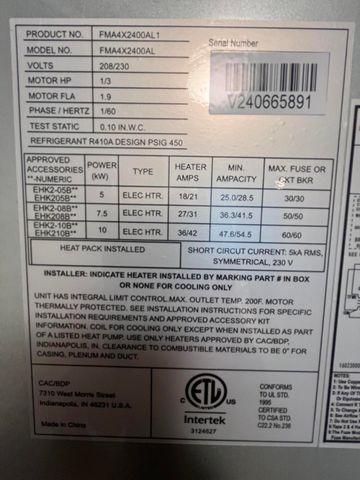 PRODUCT NO. FMA4X2400AL1
MODEL NO. FMA4X2400AL
VOLTS 208/230
MOTOR HP 1/3
MOTOR FLA 1.9
PHASE / HERTZ 1/60
TEST STATIC 0.10 IN.W.C.
REFRIGERANT R410A DESIGN PSIG 450
Serial Number
V240665891
APPROVED ACCESSORIES **-NUMERIC POWER (kW) TYPE HEATER AMPS MIN. AMPACITY MAX. FUSE OR CKT BKR
EHK2-05B** EHK205B** 5 ELEC HTR. 18/21 25.0/28.5 30/30
EHK2-08B** EHK208B** 7.5 ELEC HTR. 27/31 36.3/41.5 50/50
EHK2-10B** EHK210B** 10 ELEC HTR. 36/42 47.6/54.5 60/60
HEAT PACK INSTALLED
SHORT CIRCUIT CURRENT: 5kA RMS,
SYMMETRICAL, 230 V
INSTALLER: INDICATE HEATER INSTALLED BY MARKING PART # IN BOX
OR NONE FOR COOLING ONLY
UNIT HAS INTEGRAL LIMIT CONTROL MAX. OUTLET TEMP. 200F. MOTOR
THERMALLY PROTECTED. SEE INSTALLATION INSTRUCTIONS FOR SPECIFIC
INSTALLATION REQUIREMENTS AND APPROVED ACCESSORY KIT
INFORMATION. COIL FOR COOLING ONLY EXCEPT WHEN INSTALLED AS PART
OF A LISTED HEAT PUMP. USE ONLY HEATERS APPROVED BY CAC/BDP,
INDIANAPOLIS, IN. CLEARANCE TO COMBUSTIBLE MATERIALS TO BE 0" FOR
CASING, PLENUM AND DUCT.
CAC/BDP
7310 West Morris Street
Indianapolis, IN 46231 U.S.A.
Made in China
ETL
CM
LISTED
US
Intertek
3124627
CONFORMS
TO UL STD.
1995
CERTIFIED
TO CSA STD.
C22.2 No.236